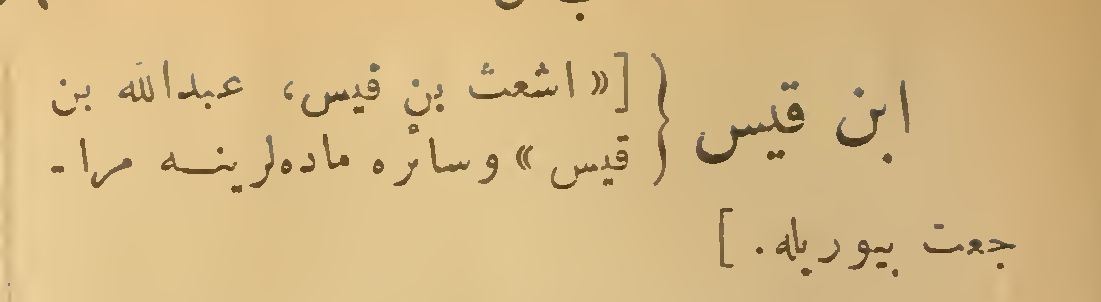 ابن قيس { [« اشعث بن قيس، عبدالله بن
قيس » وسائره ماده‌لرينه مرا-
جعت بيوريله. ]